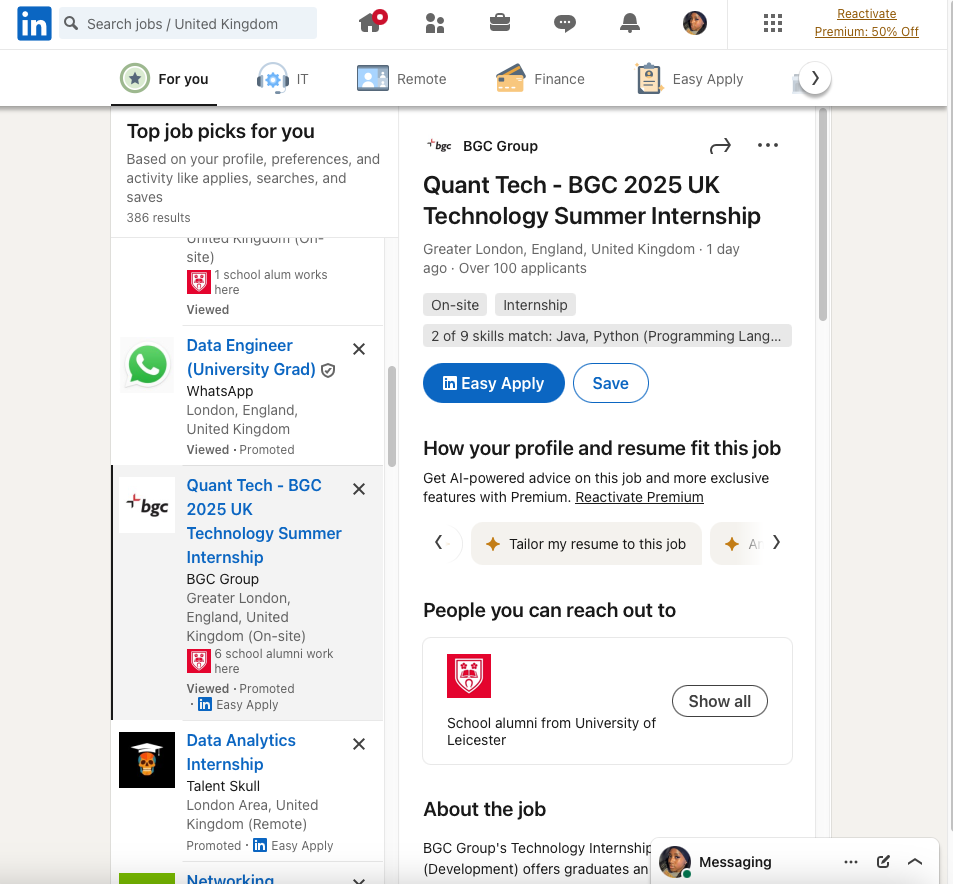 in
Search jobs / United Kingdom
Reactivate
Premium: 50% Off
For you
IT
Remote
Finance
Easy Apply
Top job picks for you
Based on your profile, preferences, and
activity like applies, searches, and
saves
386 results
United Kingdom (On-
site)
1 school alum works
here
Viewed
Data Engineer
(University Grad)
WhatsApp
London, England,
United Kingdom
Viewed · Promoted
bgc
Quant Tech - BGC
2025 UK
Technology Summer
Internship
BGC Group
Greater London,
England, United
Kingdom (On-site)
6 school alumni work
here
Viewed · Promoted
· in Easy Apply
Data Analytics
Internship
Talent Skull
London Area, United
Kingdom (Remote)
Promoted · in Easy Apply
Networking
bgc BGC Group
Quant Tech - BGC 2025 UK
Technology Summer Internship
Greater London, England, United Kingdom · 1 day
ago · Over 100 applicants
On-site Internship
2 of 9 skills match: Java, Python (Programming Lang...
in Easy Apply Save
How your profile and resume fit this job
Get AI-powered advice on this job and more exclusive
features with Premium. Reactivate Premium
Tailor my resume to this job
People you can reach out to
School alumni from University of
Leicester
Show all
About the job
BGC Group's Technology Internship
(Development) offers graduates an
Messaging